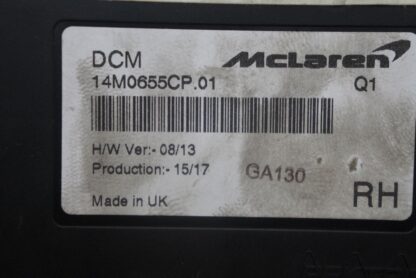 DCM McLaren
14M0655CP.01 Q1
H/W Ver:- 08/13
Production:- 15/17 GA130
Made in UK RH